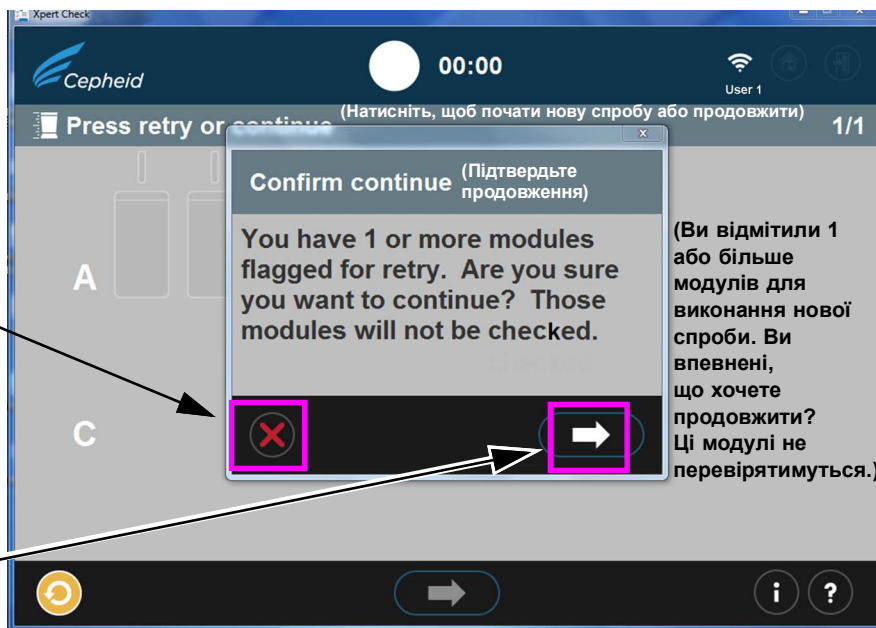 Xpert Check
Cepheid
00:00
User 1
Press retry or continue (Натисніть, щоб почати нову спробу або продовжити) 1/1
Confirm continue (Підтвердьте
продовження)
You have 1 or more modules
flagged for retry. Are you sure
you want to continue? Those
modules will not be checked.
(Ви відмітили 1
або більше
модулів для
виконання нової
спроби. Ви
впевнені,
що хочете
продовжити?
Ці модулі не
перевірятимуться.)
A
C
i ?